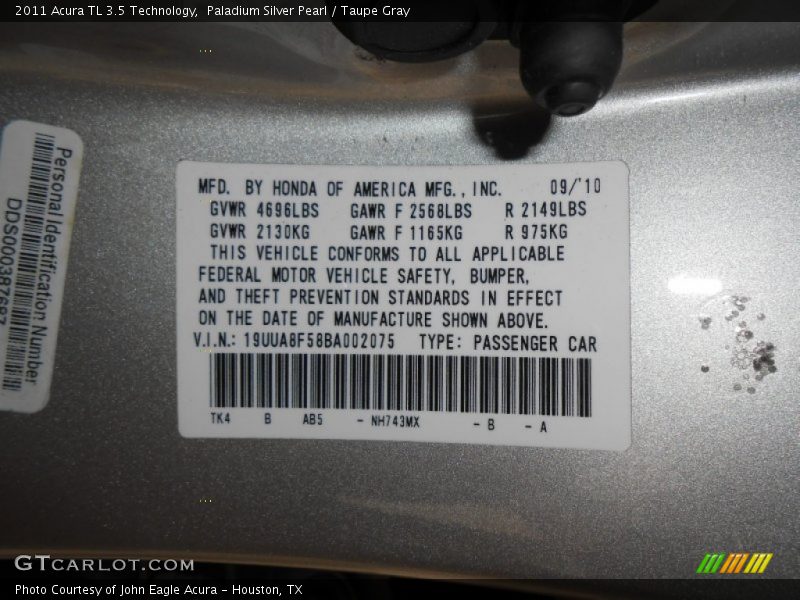 2011 Acura TL 3.5 Technology,  Paladium Silver Pearl / Taupe Gray
Personal Identification Number
DDS000387683
MFD. BY HONDA OF AMERICA MFG., INC. 09/'10
GVWR 4696LBS GAWR F 2568LBS R 2149LBS
GVWR 2130KG GAWR F 1165KG R 975KG
THIS VEHICLE CONFORMS TO ALL APPLICABLE
FEDERAL MOTOR VEHICLE SAFETY, BUMPER,
AND THEFT PREVENTION STANDARDS IN EFFECT
ON THE DATE OF MANUFACTURE SHOWN ABOVE.
V.I.N.: 19UUA8F58BA002075 TYPE: PASSENGER CAR
TK4 B AB5 - NH743MX - B - A
GTCARLOT.COM
Photo Courtesy of John Eagle Acura - Houston, TX